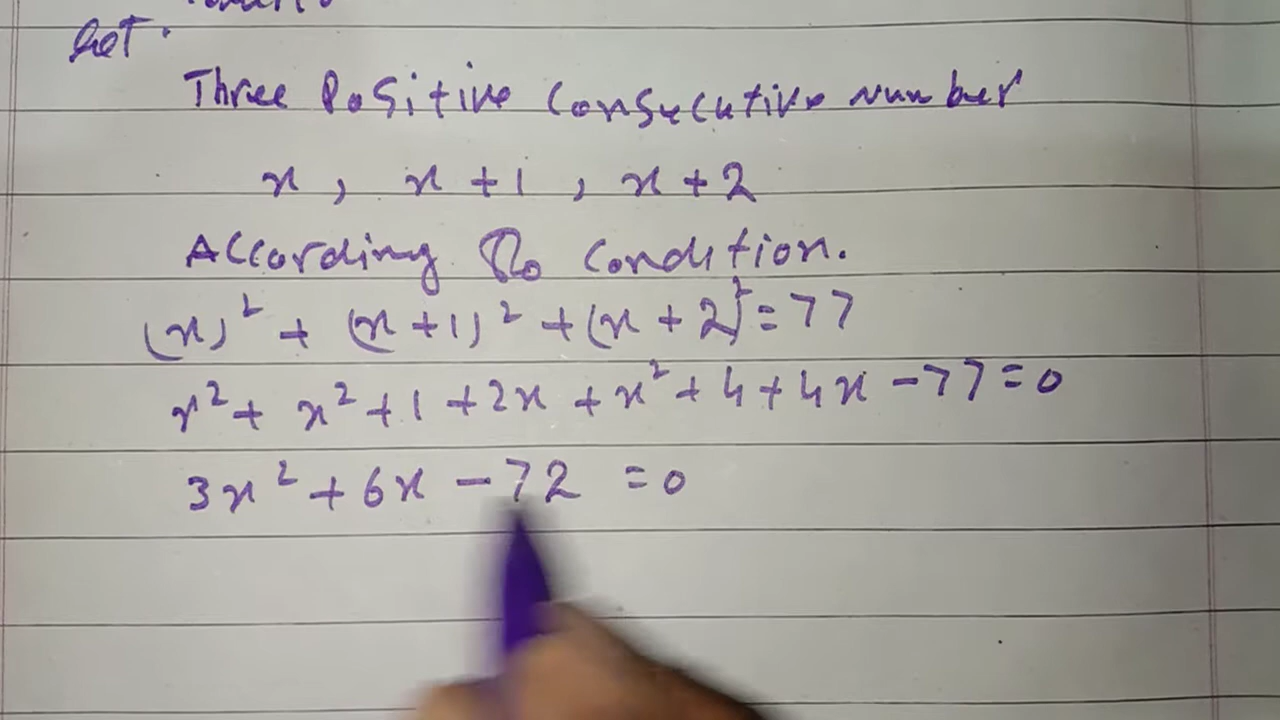 Let.
Three Positive Consecutive Number
x , x + 1 , x + 2
According To Condition.
(x)² + (x + 1)² + (x + 2)² = 77
x² + x² + 1 + 2x + x² + 4 + 4x - 77 = 0
3x² + 6x - 72 = 0